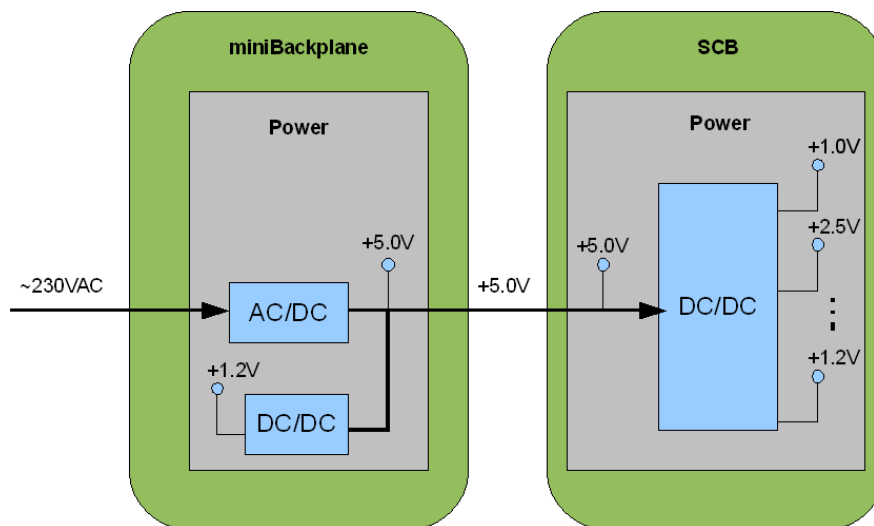 miniBackplane
Power
+5.0V
~230VAC
AC/DC
+1.2V
DC/DC
+5.0V
SCB
Power
+1.0V
+2.5V
+5.0V
DC/DC
+1.2V